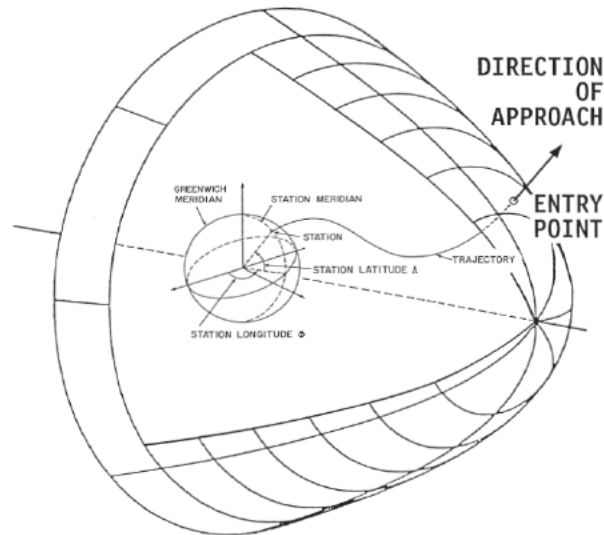 DIRECTION
OF
APPROACH
GREENWICH
MERIDIAN
STATION MERIDIAN
STATION
ENTRY
POINT
TRAJECTORY
STATION LATITUDE Λ
STATION LONGITUDE Φ